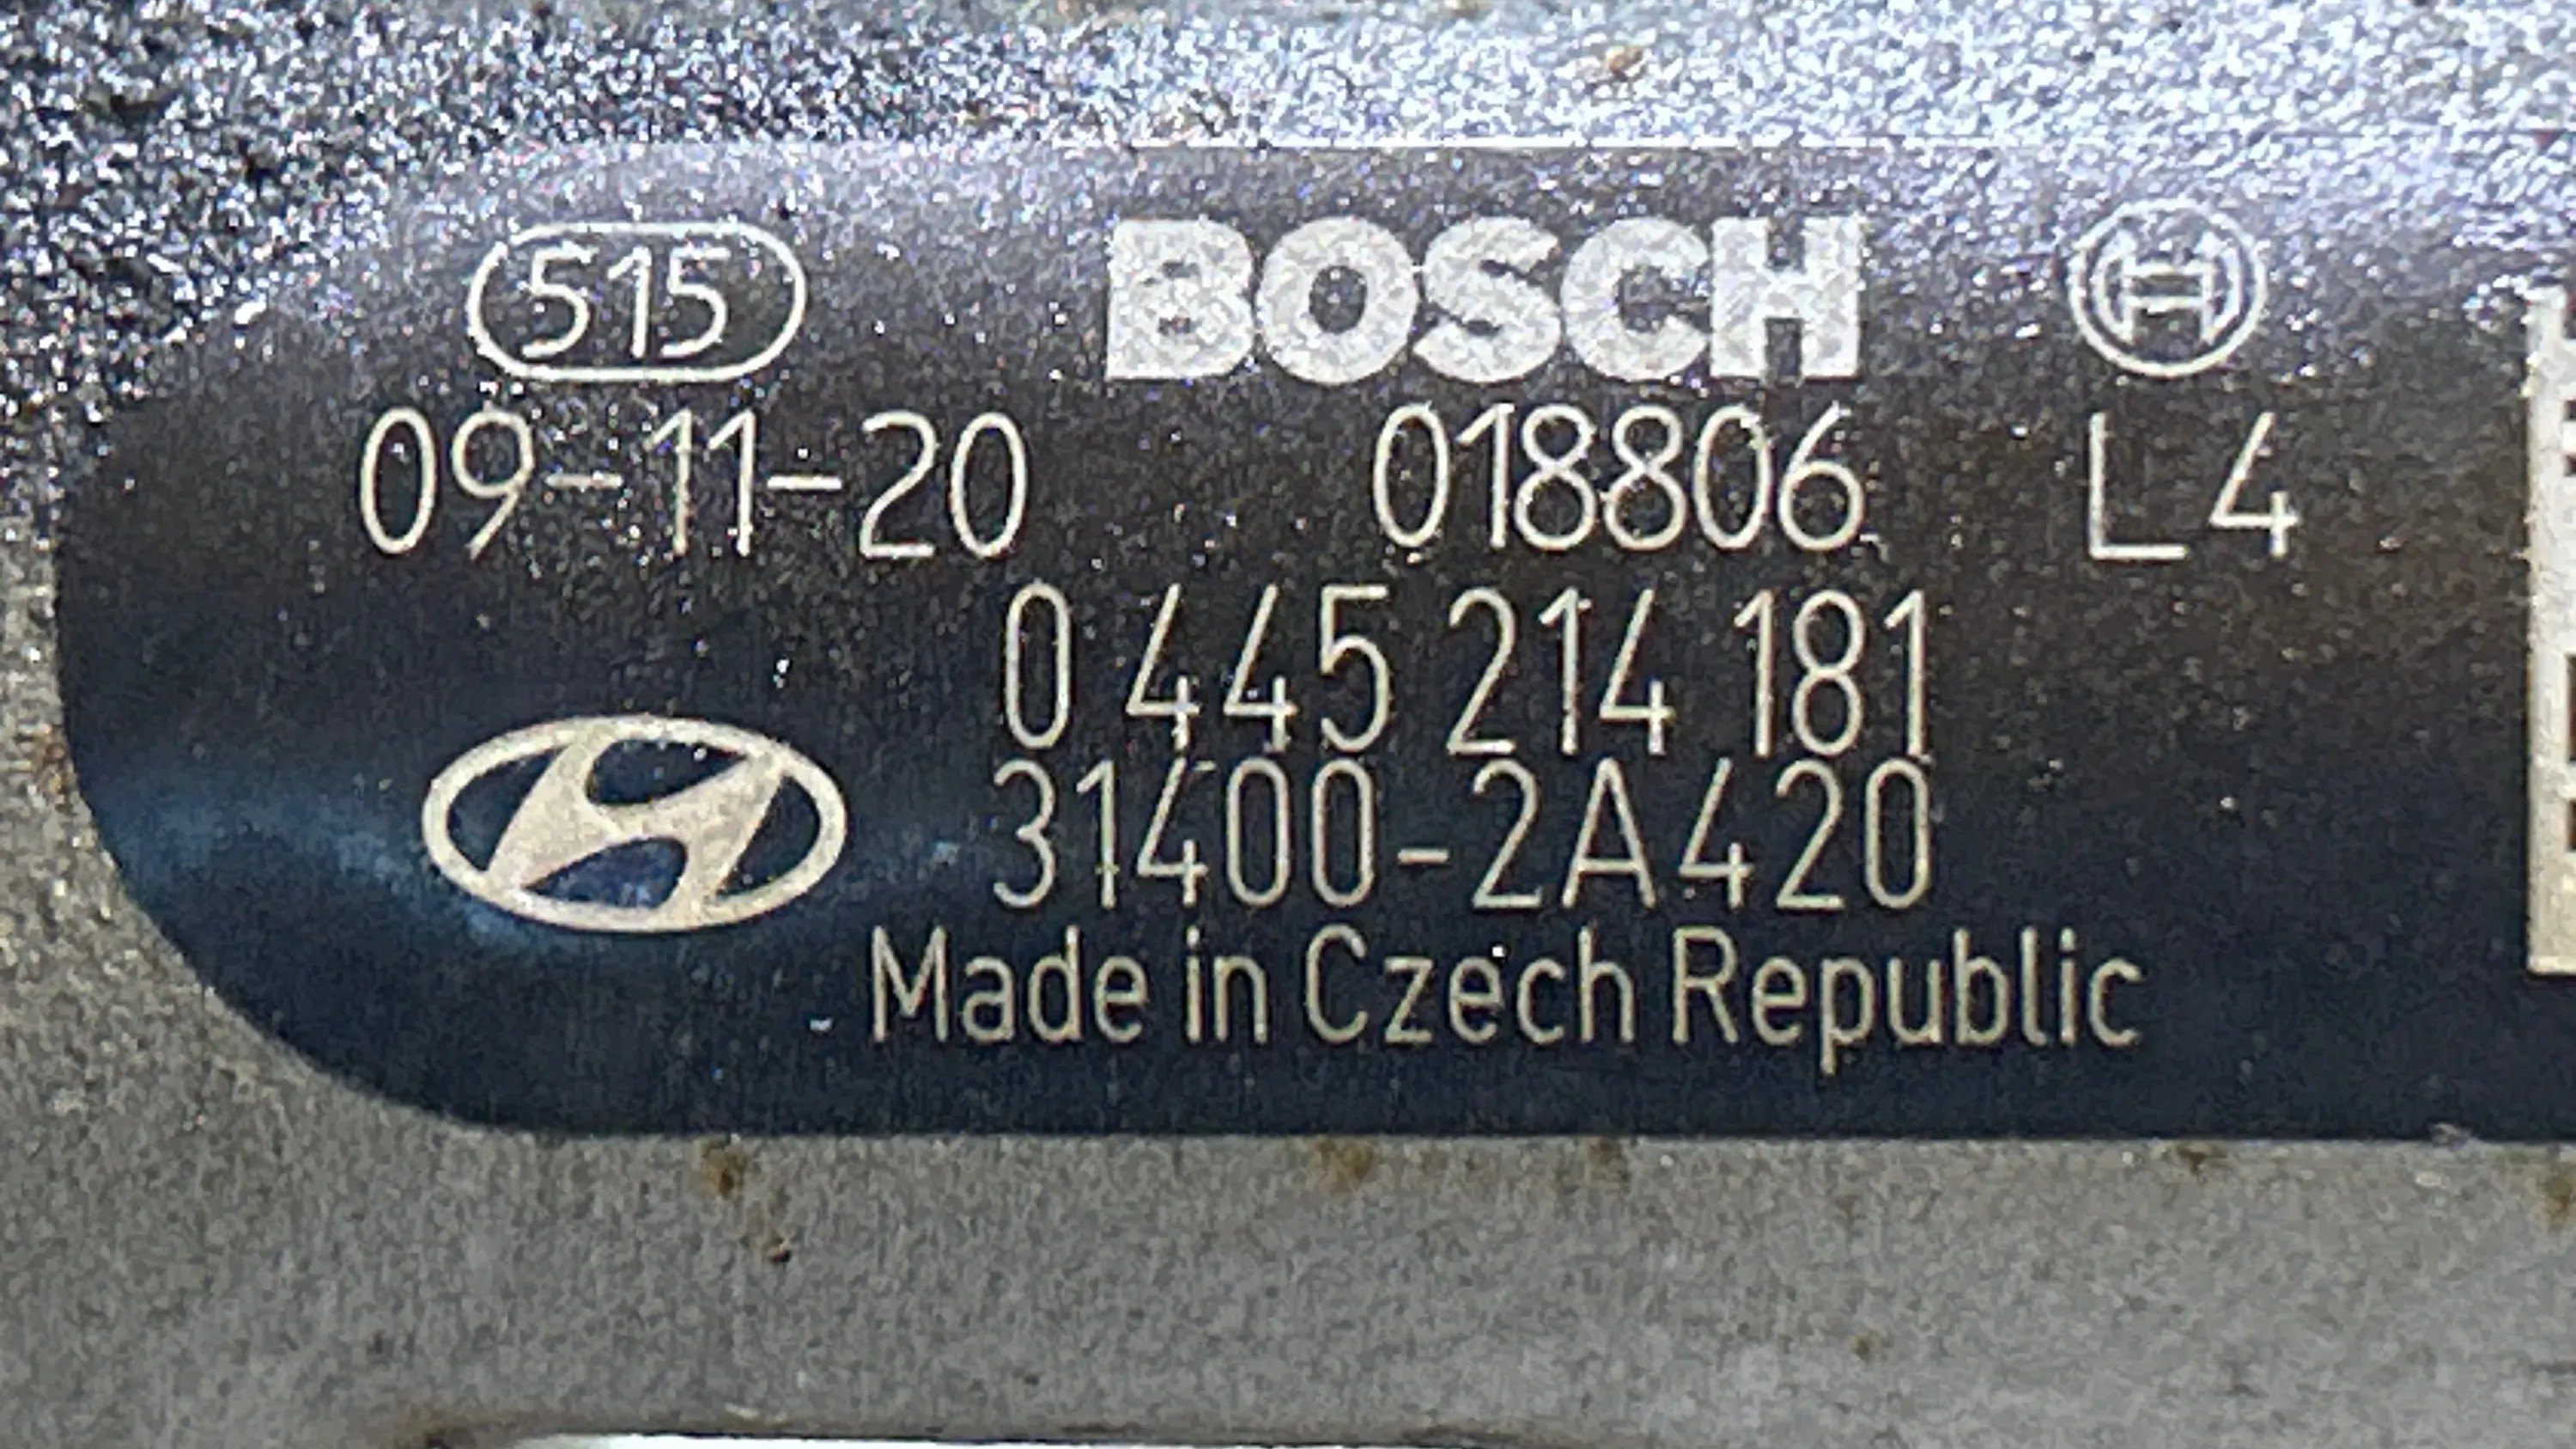 515 BOSCH
09-11-20 018806 L4
0 445 214 181
31400-2A420
Made in Czech Republic